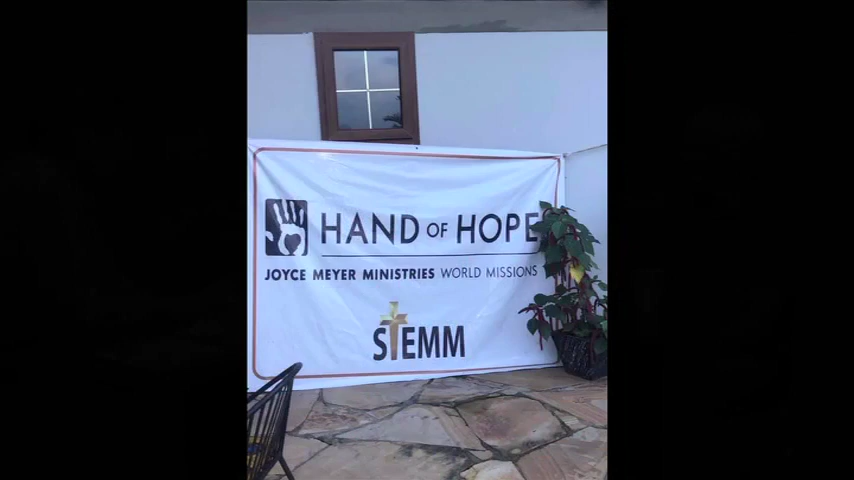 HAND OF HOPE
JOYCE MEYER MINISTRIES WORLD MISSIONS
STEMM